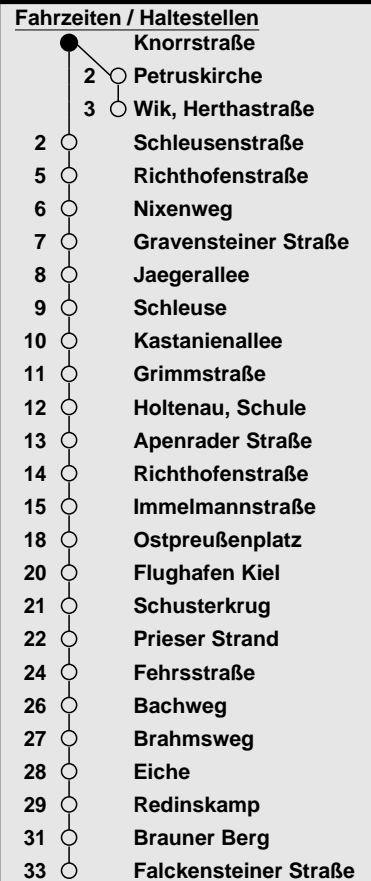 Fahrzeiten / Haltestellen
Knorrstraße
2 Petruskirche
3 Wik, Herthastraße
2 Schleusenstraße
5 Richthofenstraße
6 Nixenweg
7 Gravensteiner Straße
8 Jaegerallee
9 Schleuse
10 Kastanienallee
11 Grimmstraße
12 Holtenau, Schule
13 Apenrader Straße
14 Richthofenstraße
15 Immelmannstraße
18 Ostpreußenplatz
20 Flughafen Kiel
21 Schusterkrug
22 Prieser Strand
24 Fehrsstraße
26 Bachweg
27 Brahmsweg
28 Eiche
29 Redinskamp
31 Brauner Berg
33 Falckensteiner Straße